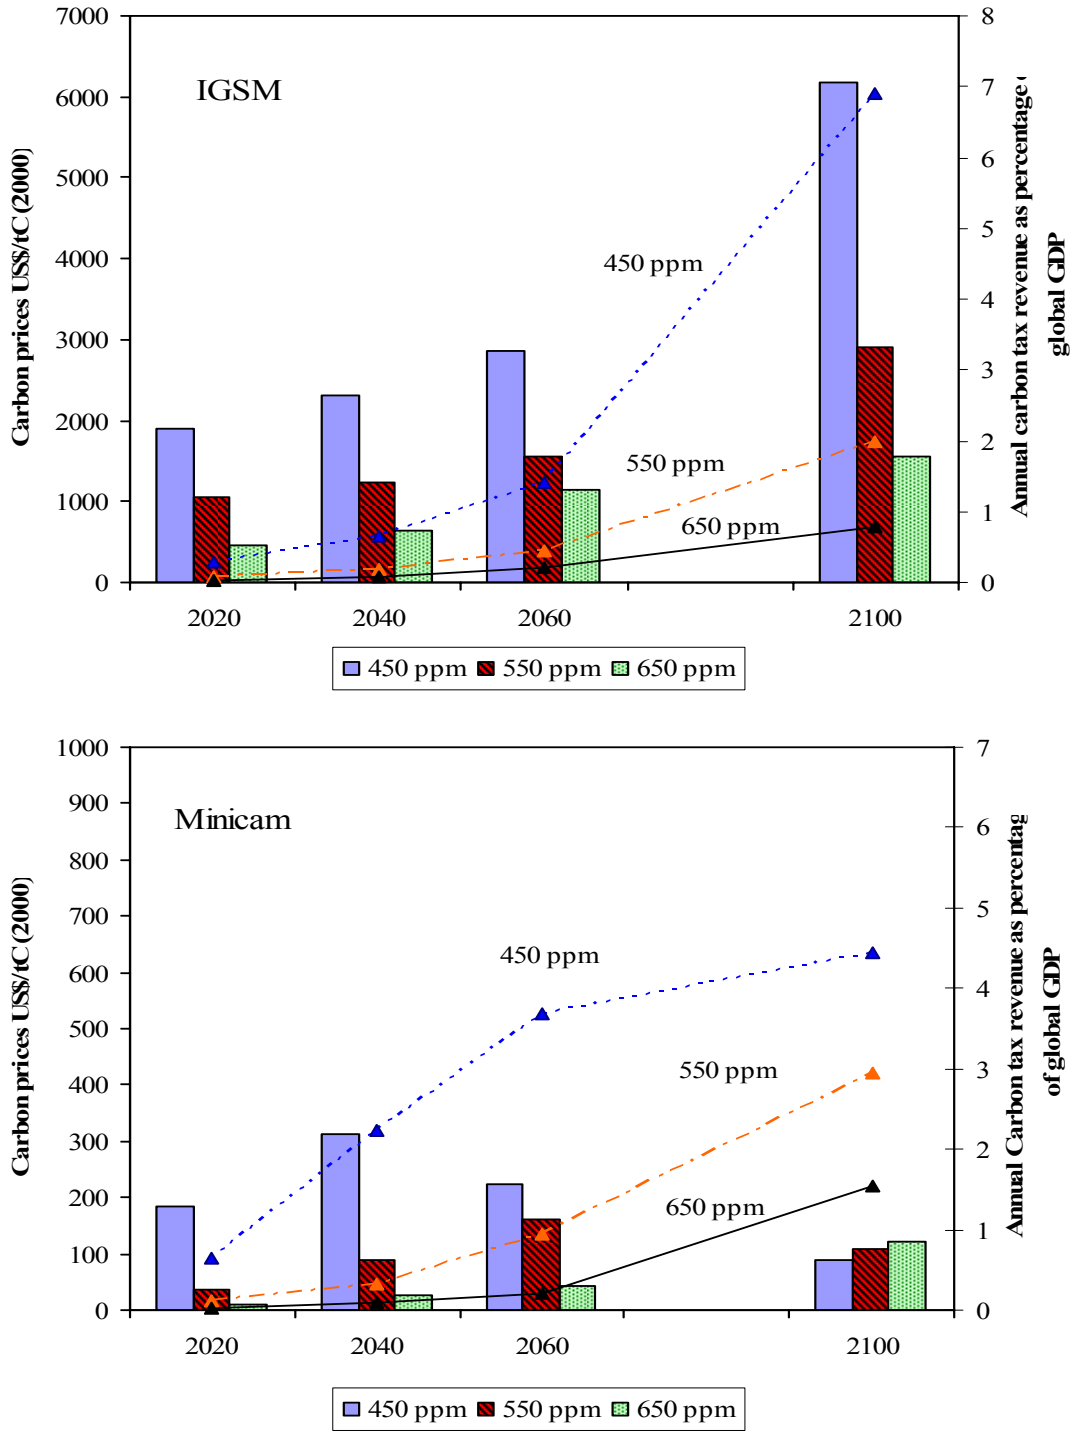 IGSM
7000
6000
5000
4000
3000
2000
1000
0
Carbon prices US$/tC (2000)
8
7
6
5
4
3
2
1
0
Annual carbon tax revenue as percentage
global GDP
450 ppm
550 ppm
650 ppm
2020 2040 2060 2100
450 ppm 550 ppm 650 ppm
Minicam
1000
900
800
700
600
500
400
300
200
100
0
Carbon prices US$/tC (2000)
7
6
5
4
3
2
1
0
Annual Carbon tax revenue as percentag
of global GDP
450 ppm
550 ppm
650 ppm
2020 2040 2060 2100
450 ppm 550 ppm 650 ppm